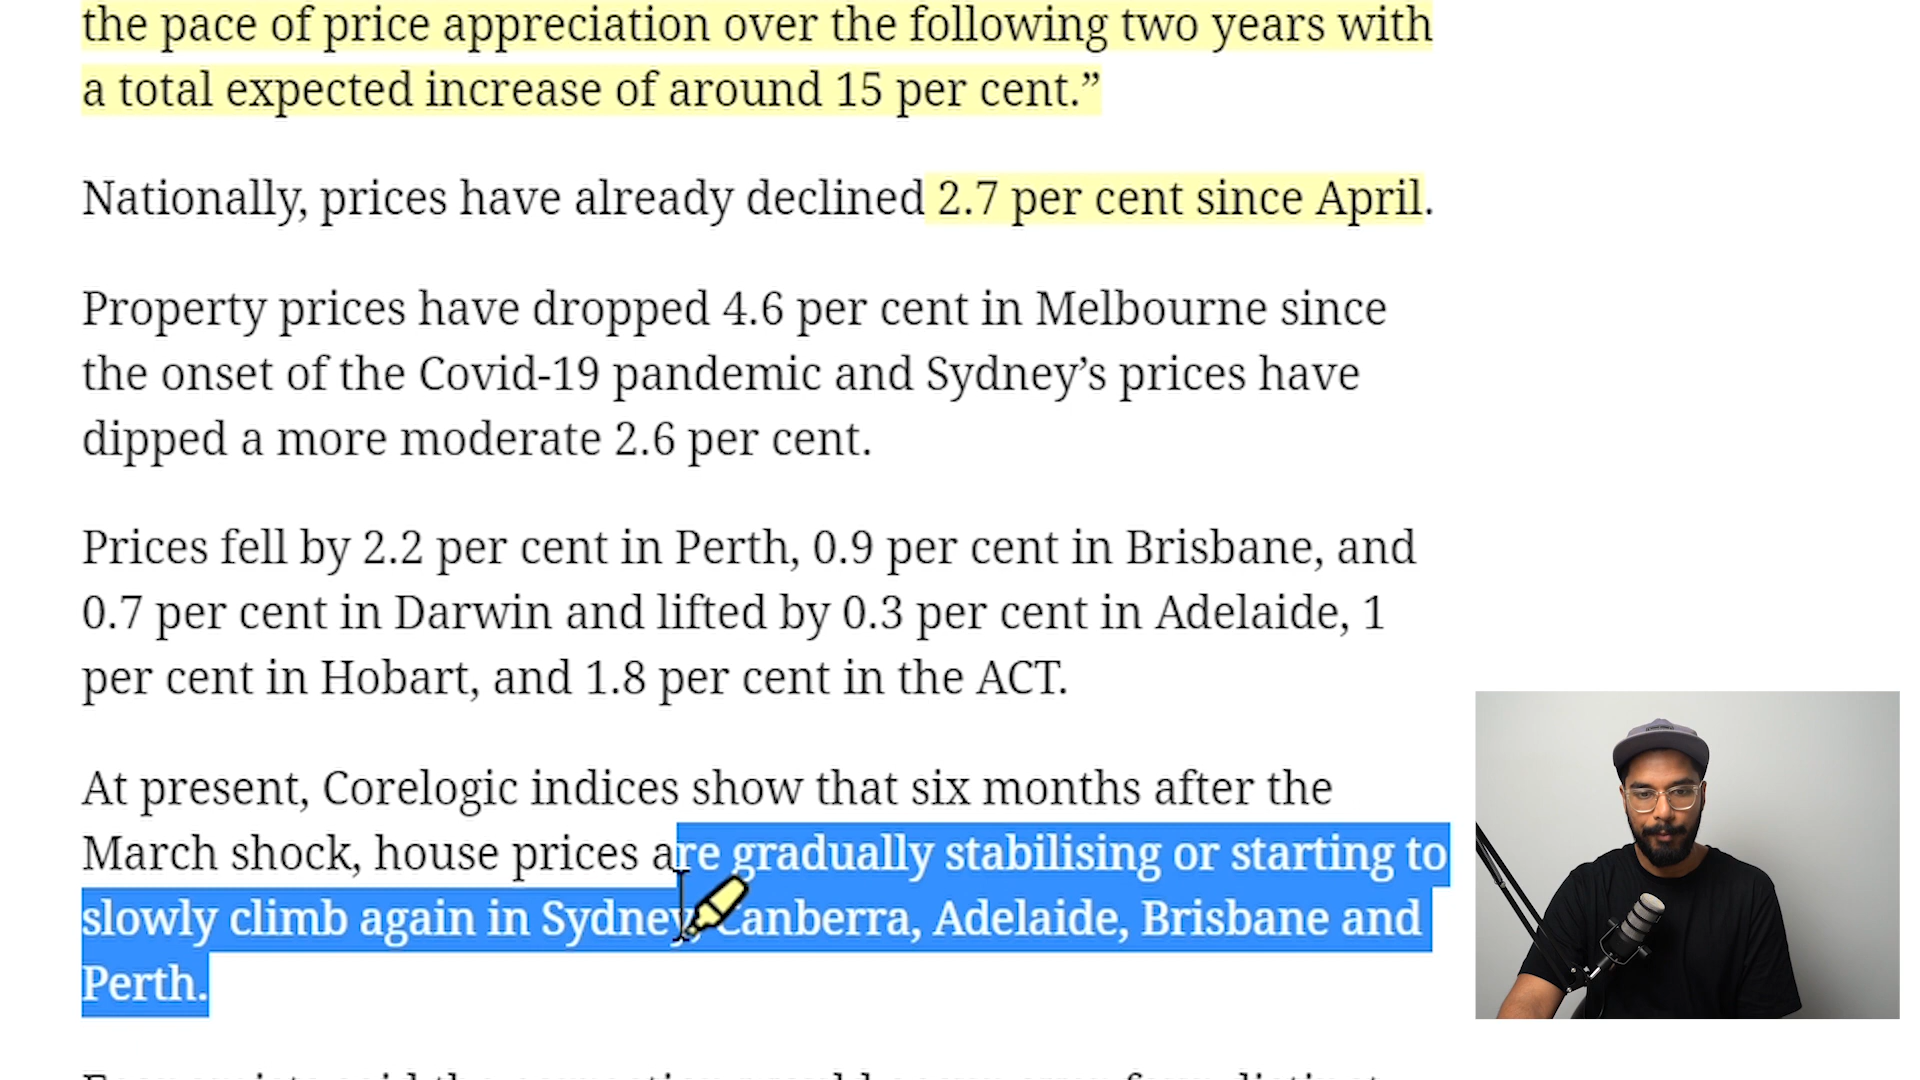 the pace of price appreciation over the following two years with
a total expected increase of around 15 per cent.”
Nationally, prices have already declined 2.7 per cent since April.
Property prices have dropped 4.6 per cent in Melbourne since
the onset of the Covid-19 pandemic and Sydney’s prices have
dipped a more moderate 2.6 per cent.
Prices fell by 2.2 per cent in Perth, 0.9 per cent in Brisbane, and
0.7 per cent in Darwin and lifted by 0.3 per cent in Adelaide, 1
per cent in Hobart, and 1.8 per cent in the ACT.
At present, Corelogic indices show that six months after the
March shock, house prices are gradually stabilising or starting to
slowly climb again in Sydney, Canberra, Adelaide, Brisbane and
Perth.